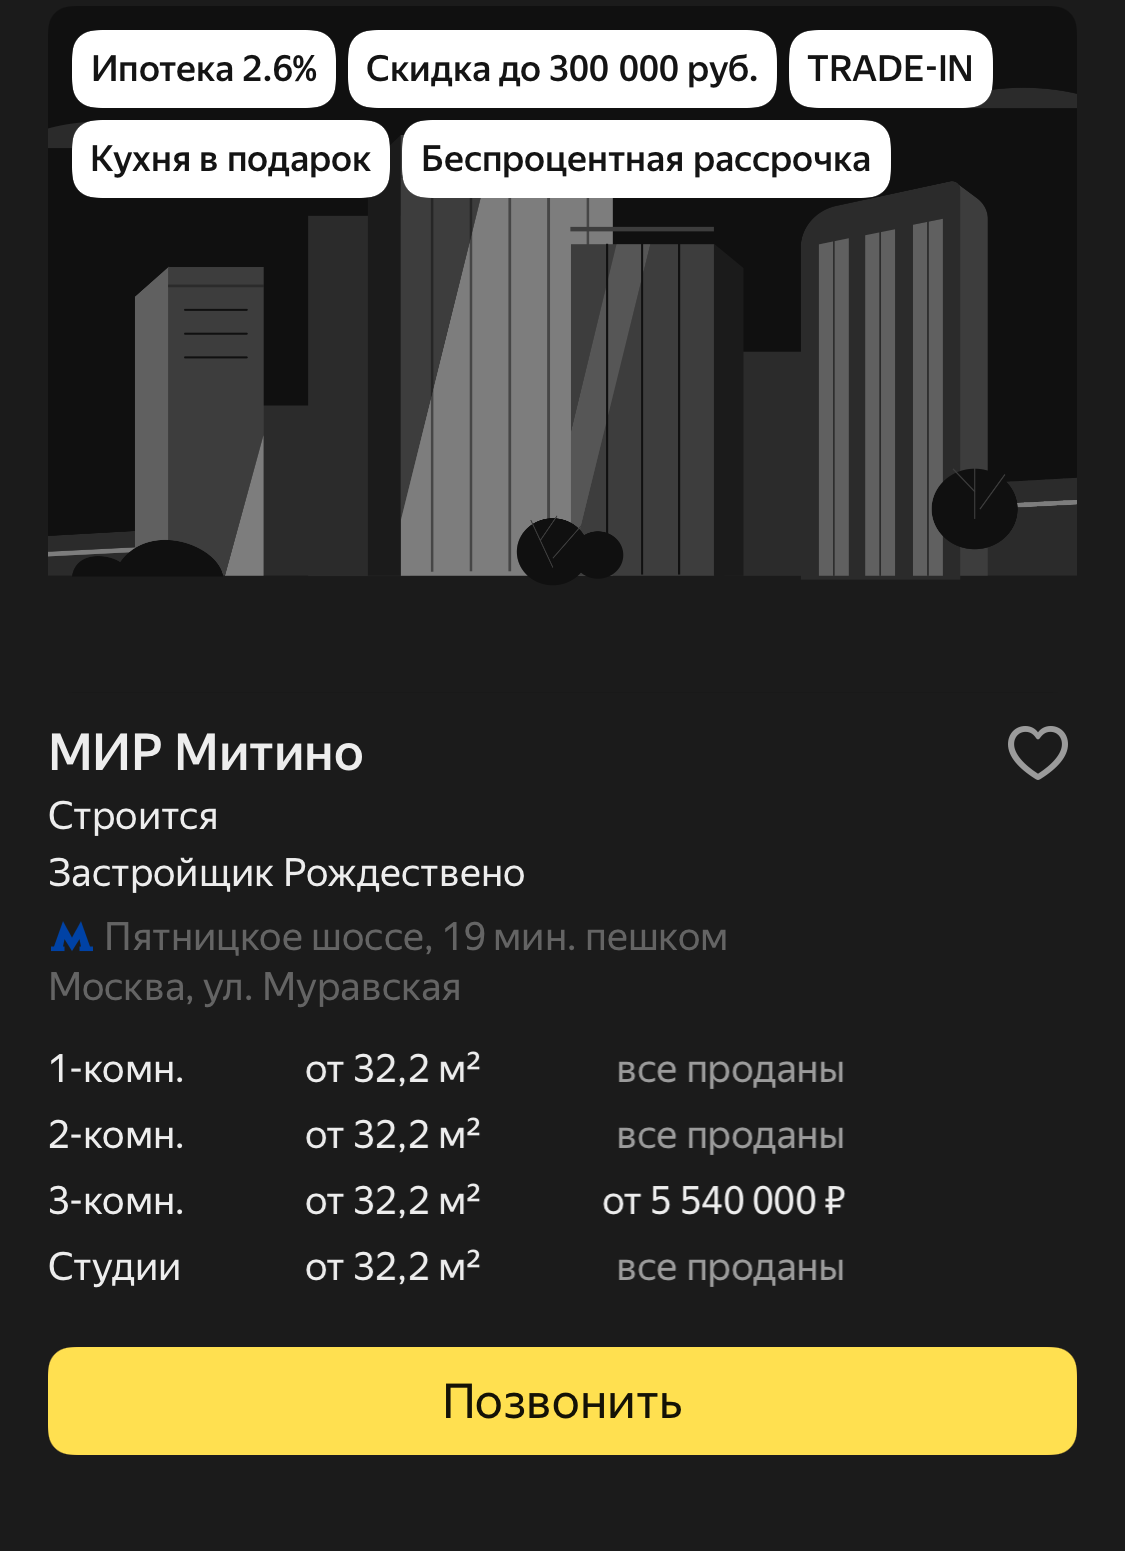 Ипотека 2.6% Скидка до 300 000 руб. TRADE-IN
Кухня в подарок Беспроцентная рассрочка
МИР Митино
Строится
Застройщик Рождествено
Пятницкое шоссе, 19 мин. пешком
Москва, ул. Муравская
1-комн. от 32,2 м² все проданы
2-комн. от 32,2 м² все проданы
3-комн. от 32,2 м² от 5 540 000 ₽
Студии от 32,2 м² все проданы
Позвонить